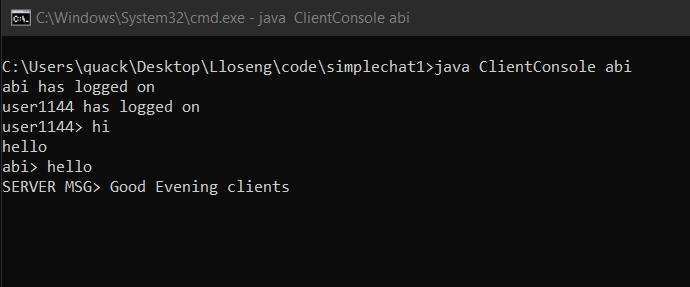 C:\Windows\System32\cmd.exe - java ClientConsole abi
C:\Users\quack\Desktop\Lloseng\code\simplechat1>java ClientConsole abi
abi has logged on
user1144 has logged on
user1144> hi
hello
abi> hello
SERVER MSG> Good Evening clients